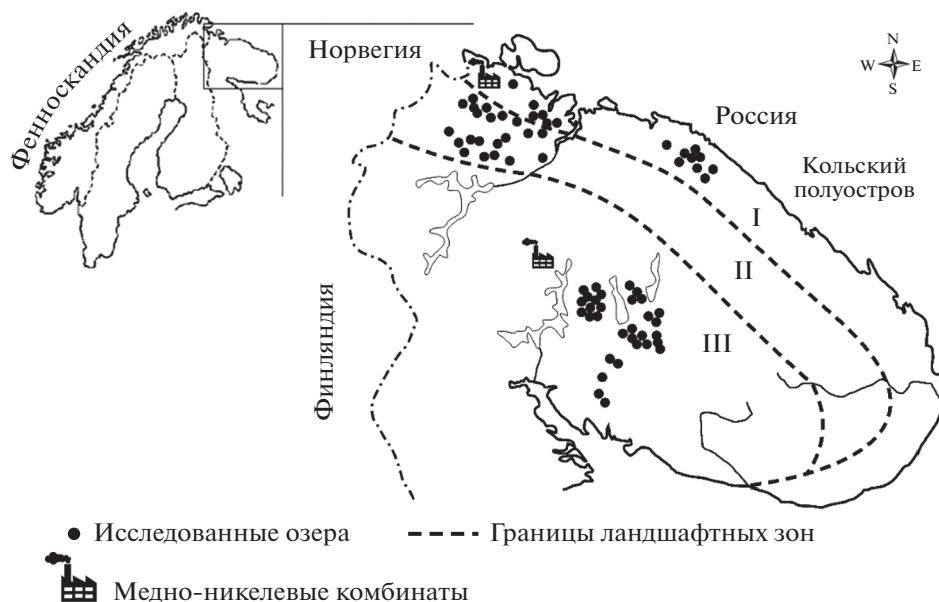 Фенноскандия
Норвегия
N
W E
S
Россия
Кольский
полуостров
I
II
III
Финляндия
Исследованные озера
Границы ландшафтных зон
Медно-никелевые комбинаты